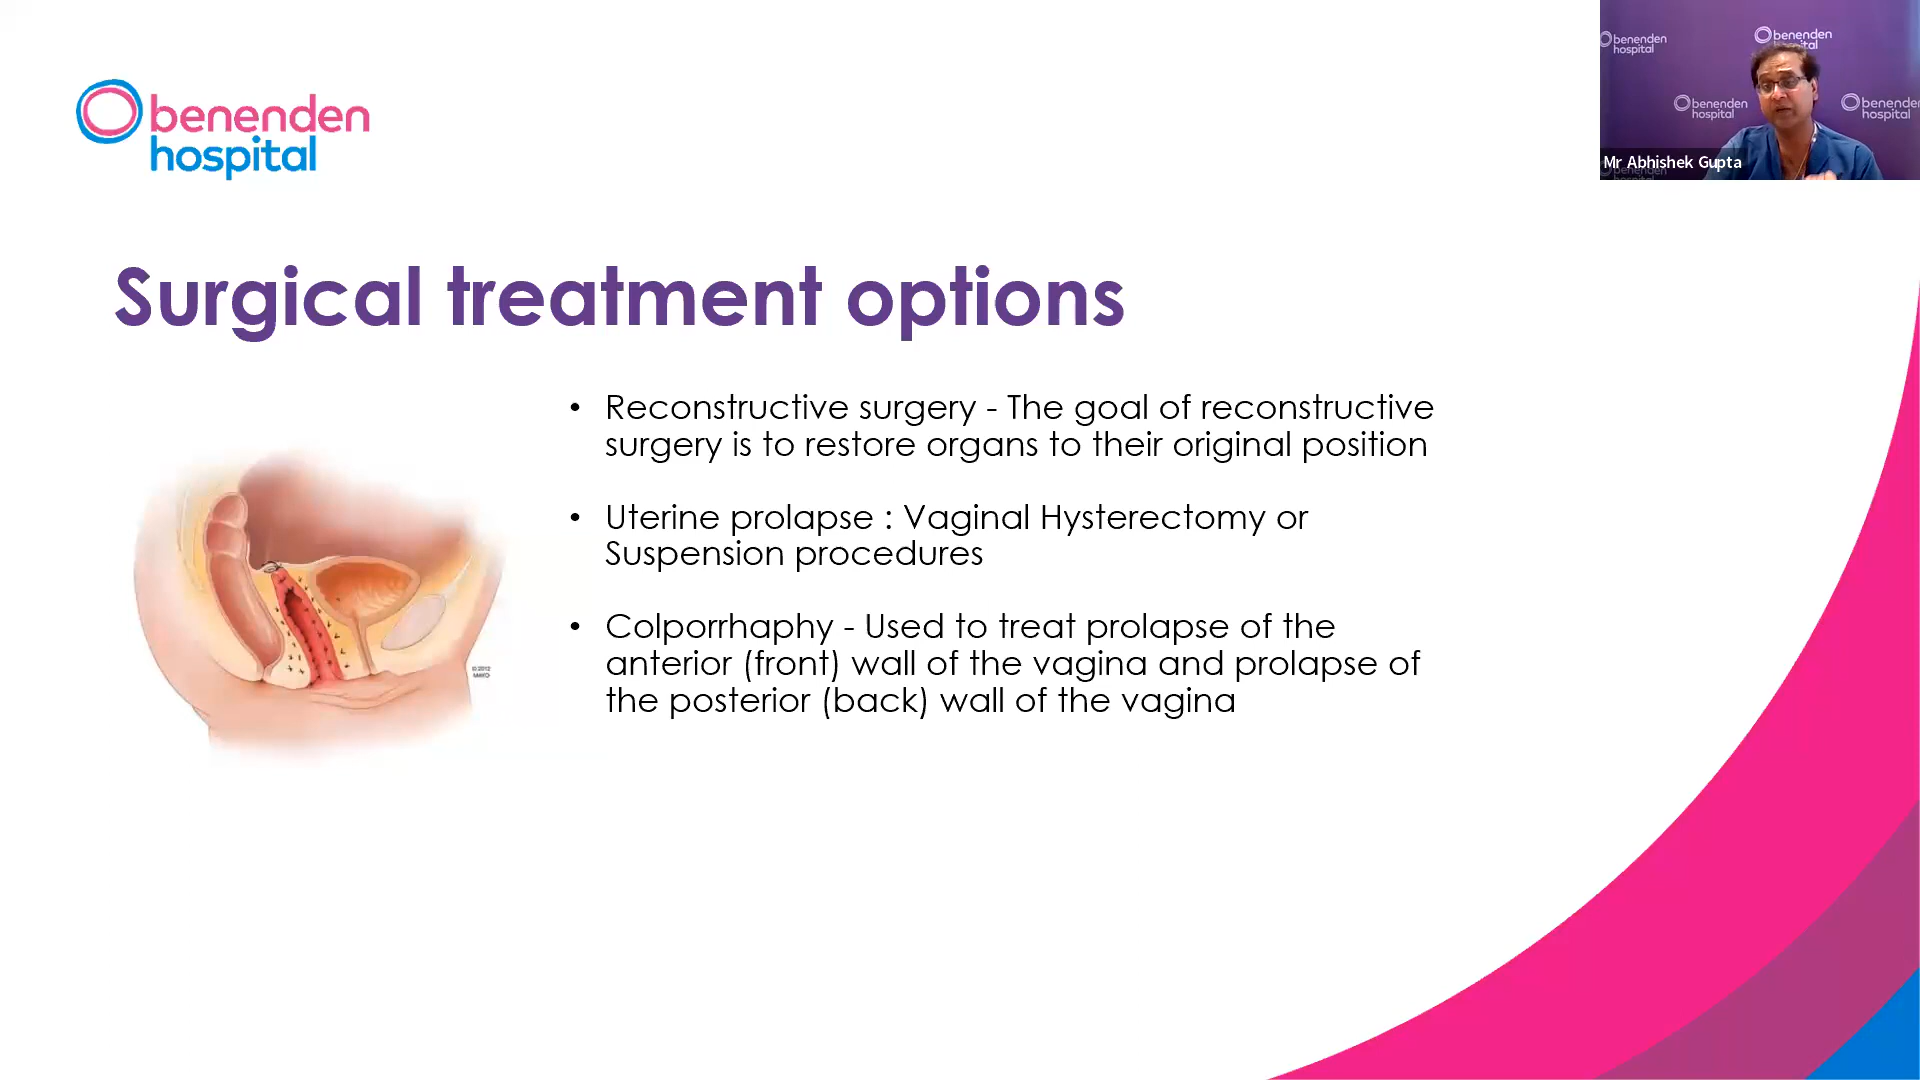 benenden
hospital
benenden
hospital
benenden
hospital
benenden
hospital
benenden
hospital
Mr Abhishek Gupta
benenden
Surgical treatment options
• Reconstructive surgery - The goal of reconstructive
surgery is to restore organs to their original position
• Uterine prolapse : Vaginal Hysterectomy or
Suspension procedures
• Colporrhaphy - Used to treat prolapse of the
anterior (front) wall of the vagina and prolapse of
the posterior (back) wall of the vagina
© 2012
MAYO